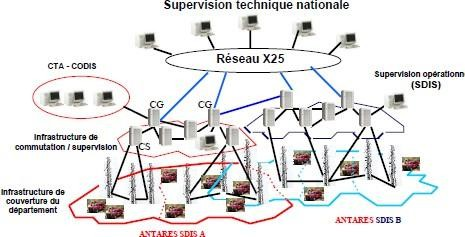 Supervision technique nationale
Réseau X25
CTA - CODIS
Supervision opérationn
(SDIS)
CG
CG
Infrastructure de
commutation / supervision
CS
Infrastructure de
couverture du
département
ANTARES SDIS A
ANTARES SDIS B